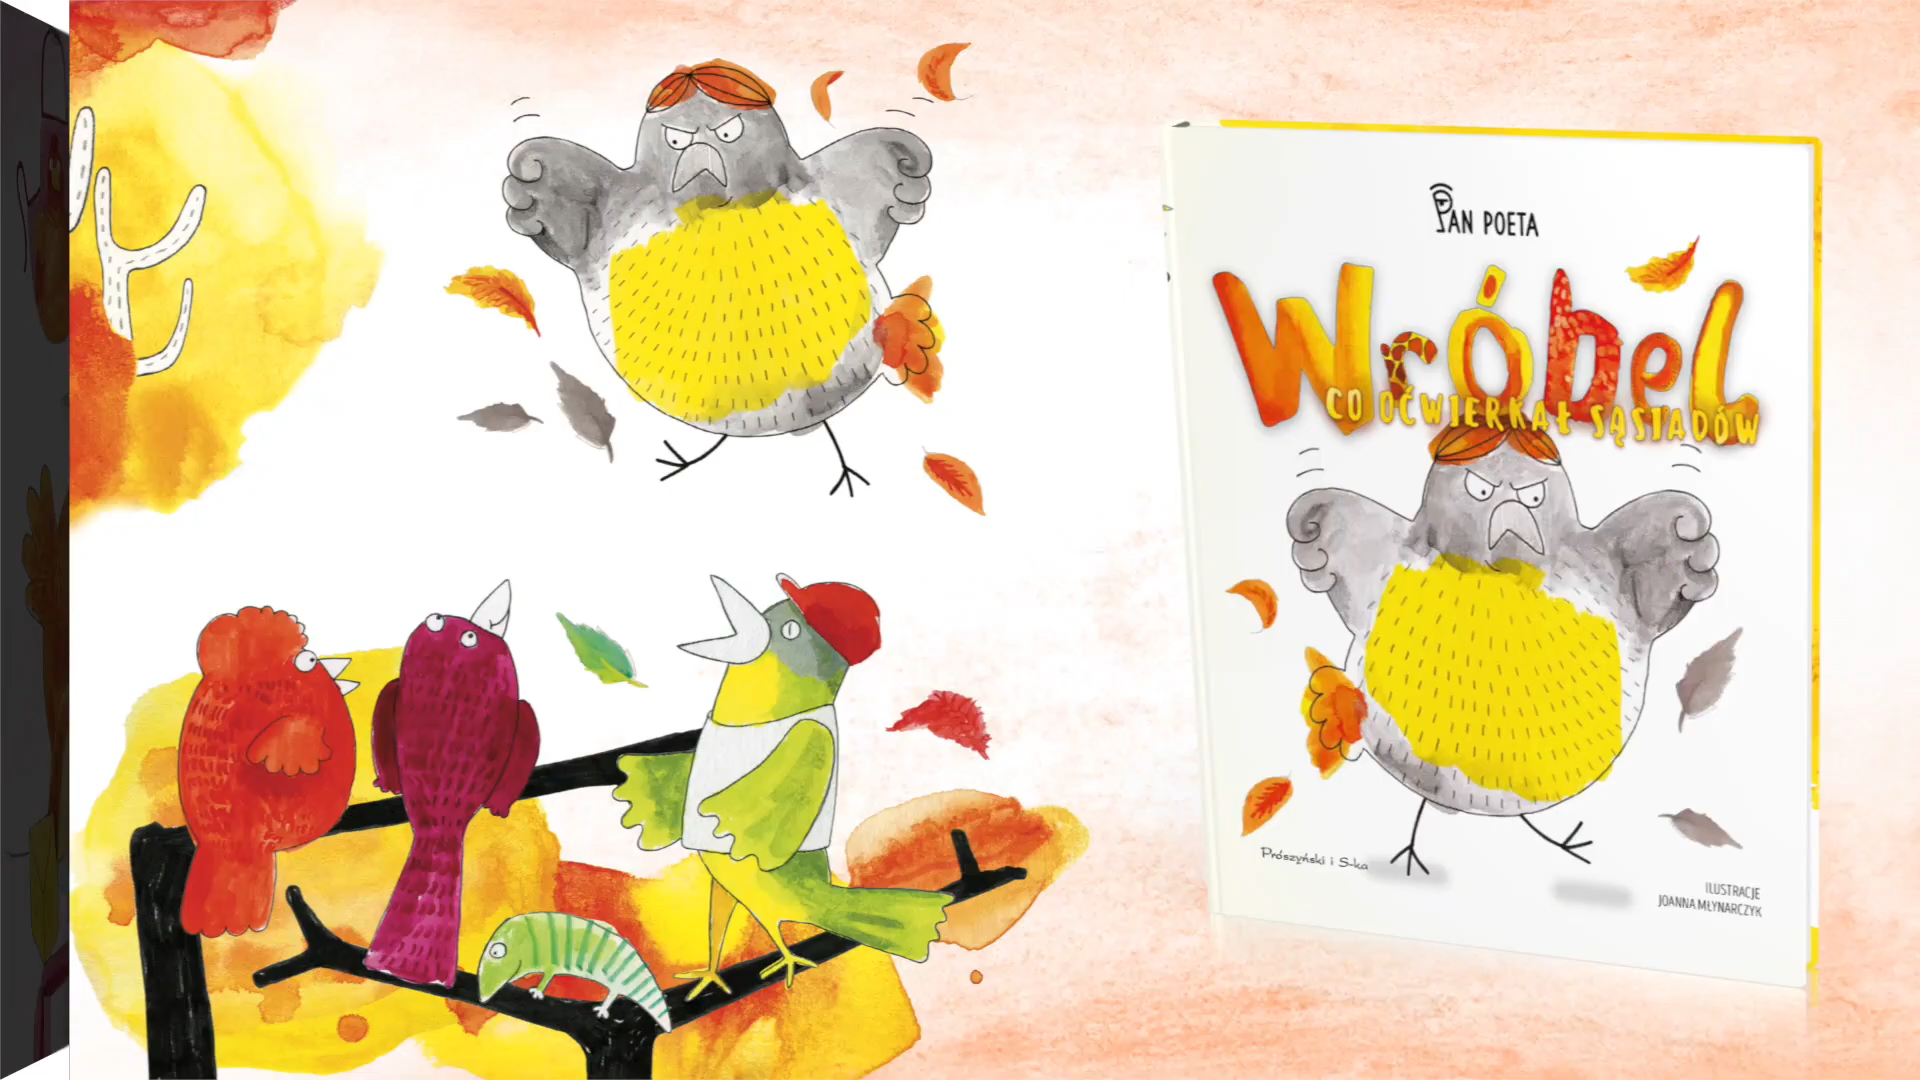 PAN POETA
Wróbel
CO OĆWIERKAŁ SĄSIADÓW
Prószyński i S-ka
ILUSTRACJE
JOANNA MŁYNARCZYK